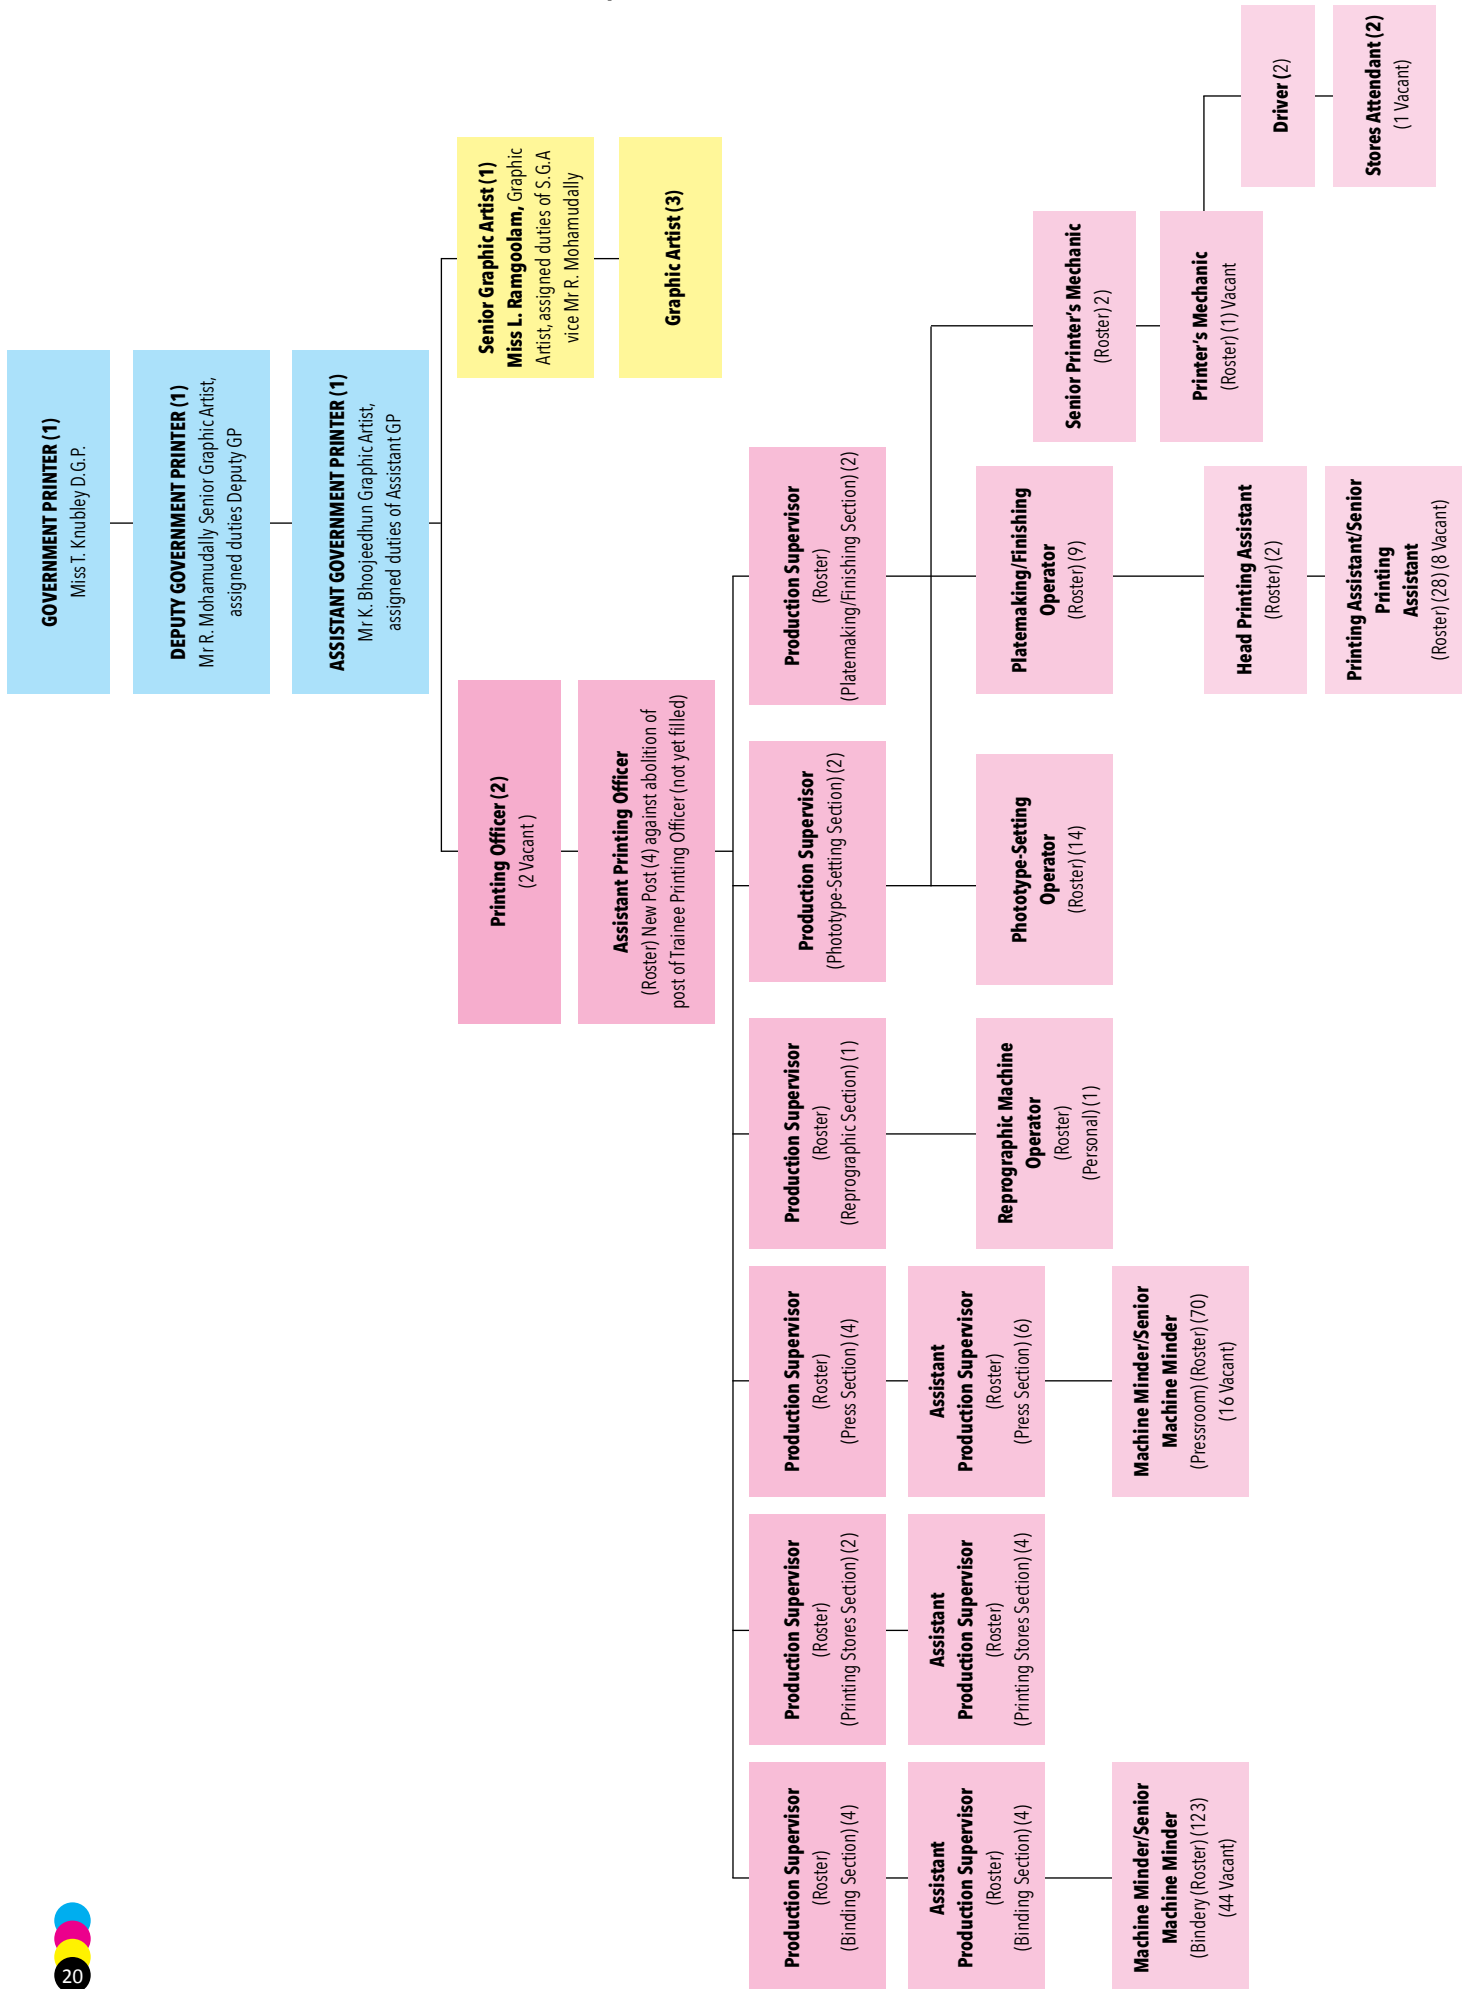 GOVERNMENT PRINTER (1)
Miss T. Knubley D.G.P.
DEPUTY GOVERNMENT PRINTER (1)
Mr R. Mohamudally Senior Graphic Artist,
assigned duties Deputy GP
ASSISTANT GOVERNMENT PRINTER (1)
Mr K. Bhoojeedhun Graphic Artist,
assigned duties of Assistant GP
Printing Officer (2)
(2 Vacant )
Assistant Printing Officer
(Roster) New Post (4) against abolition of
post of Trainee Printing Officer (not yet filled)
Senior Graphic Artist (1)
Miss L. Ramgoolam, Graphic
Artist, assigned duties of S.G.A
vice Mr R. Mohamudally
Graphic Artist (3)
Production Supervisor
(Roster)
(Binding Section) (4)
Production Supervisor
(Roster)
(Printing Stores Section) (2)
Production Supervisor
(Roster)
(Press Section) (4)
Production Supervisor
(Roster)
(Reprographic Section) (1)
Production Supervisor
(Phototype-Setting Section) (2)
Production Supervisor
(Roster)
(Platemaking/Finishing Section) (2)
Assistant
Production Supervisor
(Roster)
(Binding Section) (4)
Assistant
Production Supervisor
(Roster)
(Printing Stores Section) (4)
Assistant
Production Supervisor
(Roster)
(Press Section) (6)
Reprographic Machine
Operator
(Roster)
(Personal) (1)
Phototype-Setting
Operator
(Roster) (14)
Platemaking/Finishing
Operator
(Roster) (9)
Senior Printer's Mechanic
(Roster) 2)
Machine Minder/Senior
Machine Minder
(Bindery (Roster) (123)
(44 Vacant)
Machine Minder/Senior
Machine Minder
(Pressroom) (Roster) (70)
(16 Vacant)
Printer's Mechanic
(Roster) (1) Vacant
Head Printing Assistant
(Roster) (2)
Printing Assistant/Senior
Printing
Assistant
(Roster) (28) (8 Vacant)
Driver (2)
Stores Attendant (2)
(1 Vacant)
20